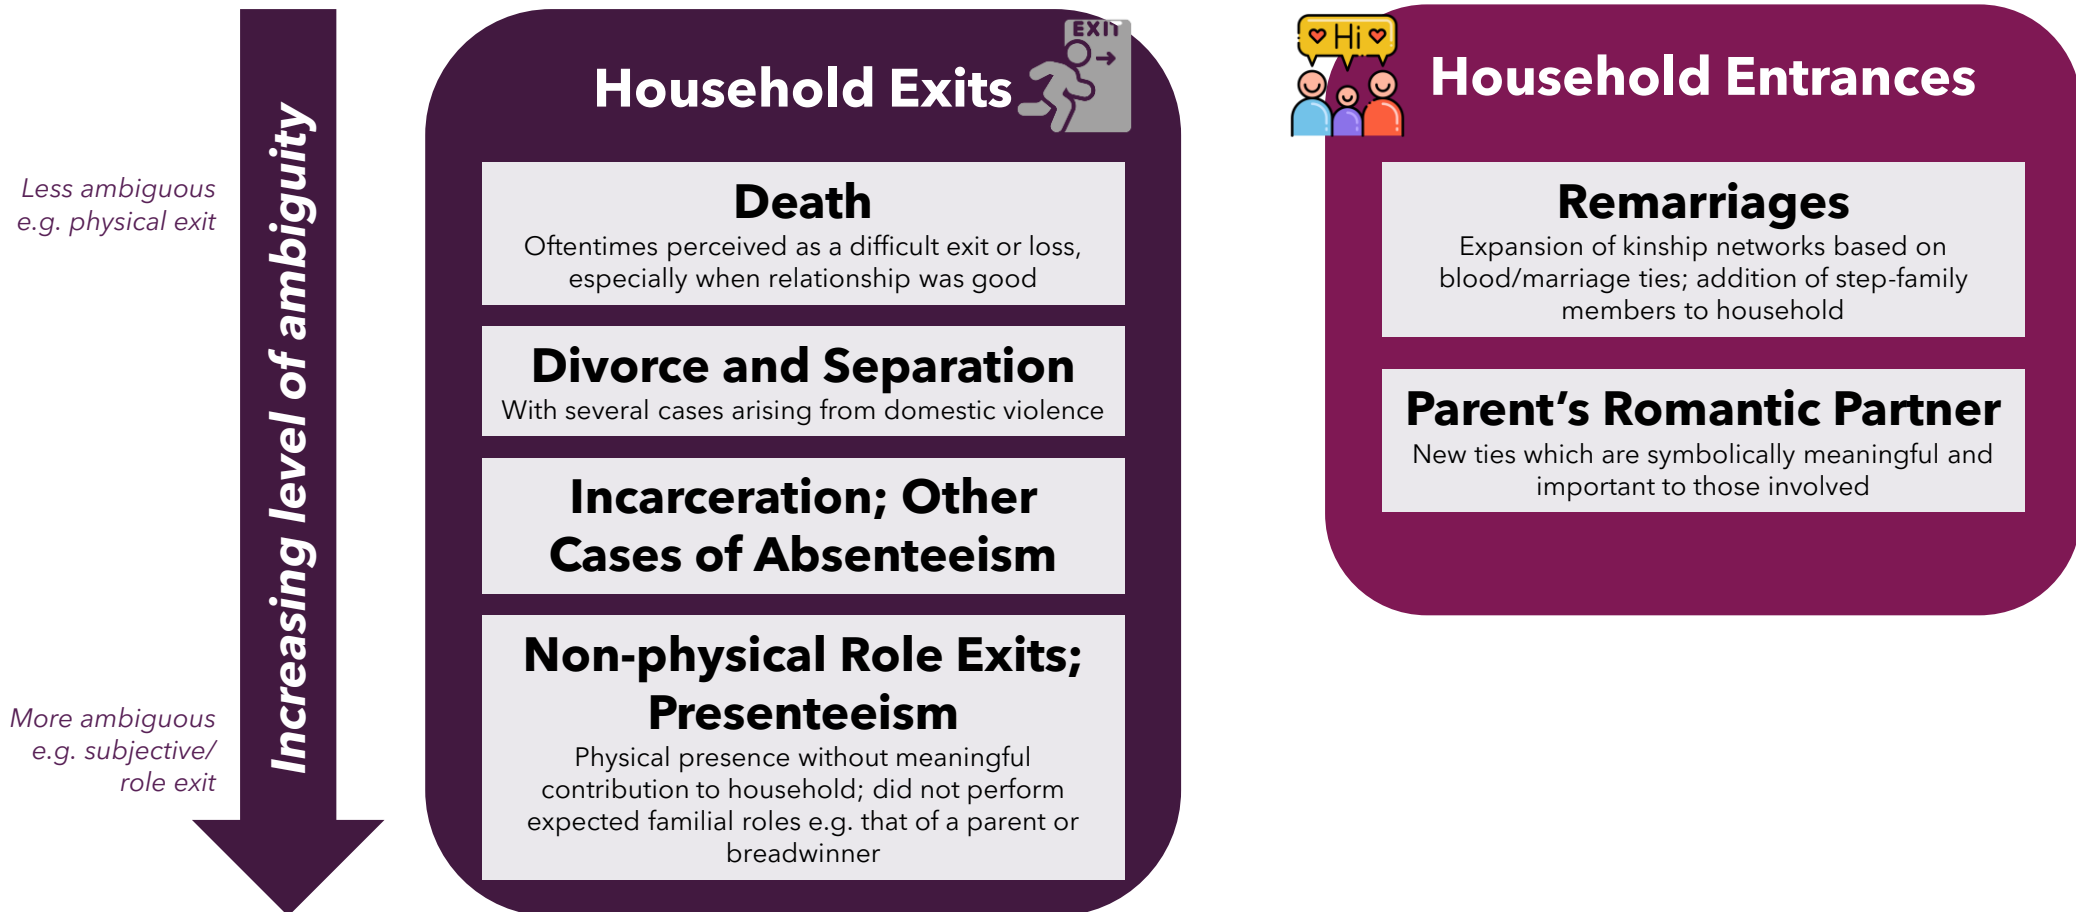 Increasing level of ambiguity
Less ambiguous
e.g. physical exit
More ambiguous
e.g. subjective/
role exit
EXIT
Household Exits
Death
Oftentimes perceived as a difficult exit or loss,
especially when relationship was good
Divorce and Separation
With several cases arising from domestic violence
Incarceration; Other
Cases of Absenteeism
Non-physical Role Exits;
Presenteeism
Physical presence without meaningful
contribution to household; did not perform
expected familial roles e.g. that of a parent or
breadwinner
Hi
Household Entrances
Remarriages
Expansion of kinship networks based on
blood/marriage ties; addition of step-family
members to household
Parent’s Romantic Partner
New ties which are symbolically meaningful and
important to those involved